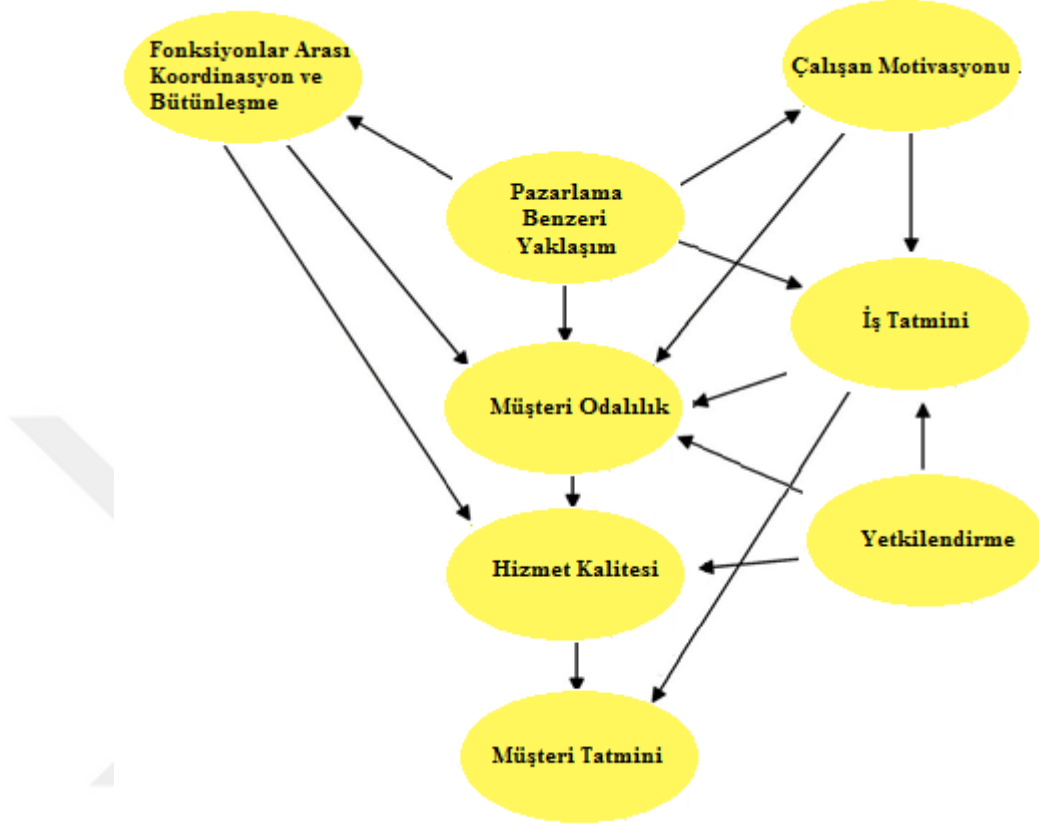 Fonksiyonlar Arası
Koordinasyon ve
Bütünleşme
Çalışan Motivasyonu
Pazarlama
Benzeri
Yaklaşım
İş Tatmini
Müşteri Odalılık
Yetkilendirme
Hizmet Kalitesi
Müşteri Tatmini